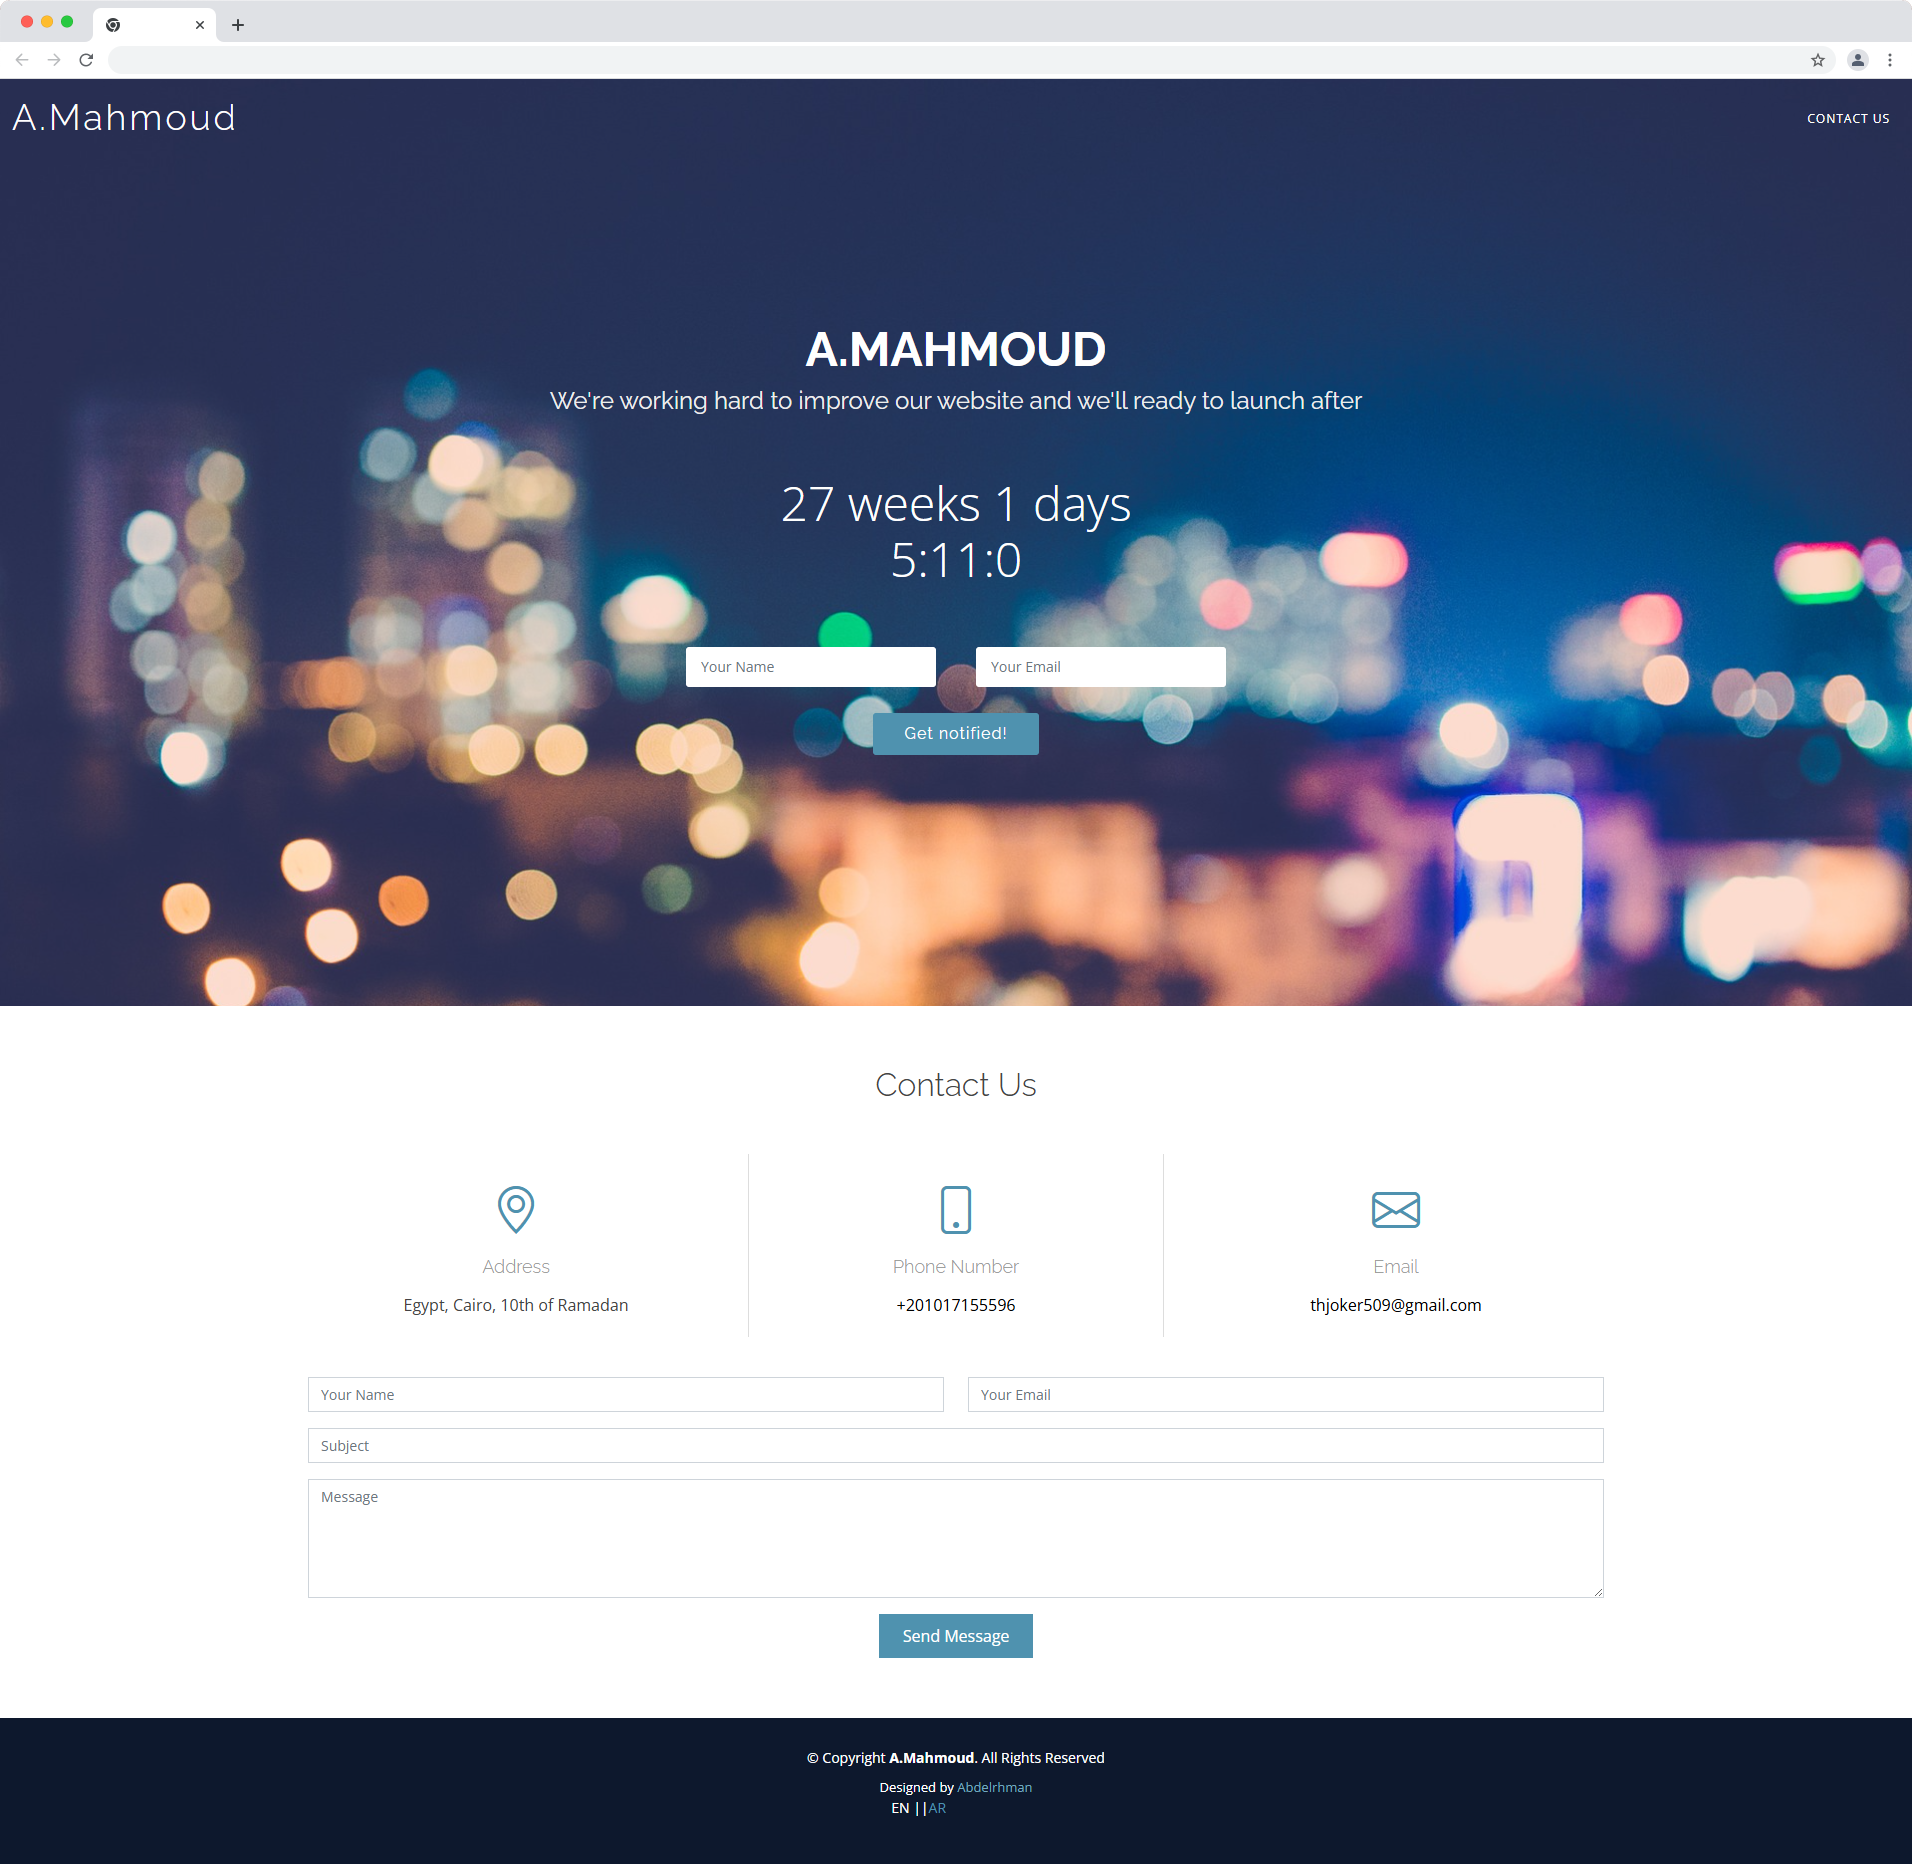 A.Mahmoud
CONTACT US
A.MAHMOUD
We're working hard to improve our website and we'll ready to launch after
27 weeks 1 days
5:11:0
Your Name
Your Email
Get notified!
Contact Us
Address
Egypt, Cairo, 10th of Ramadan
Phone Number
+201017155596
Email
thjoker509@gmail.com
Your Name
Your Email
Subject
Message
Send Message
© Copyright A.Mahmoud. All Rights Reserved
Designed by Abdelrhman
EN ||AR